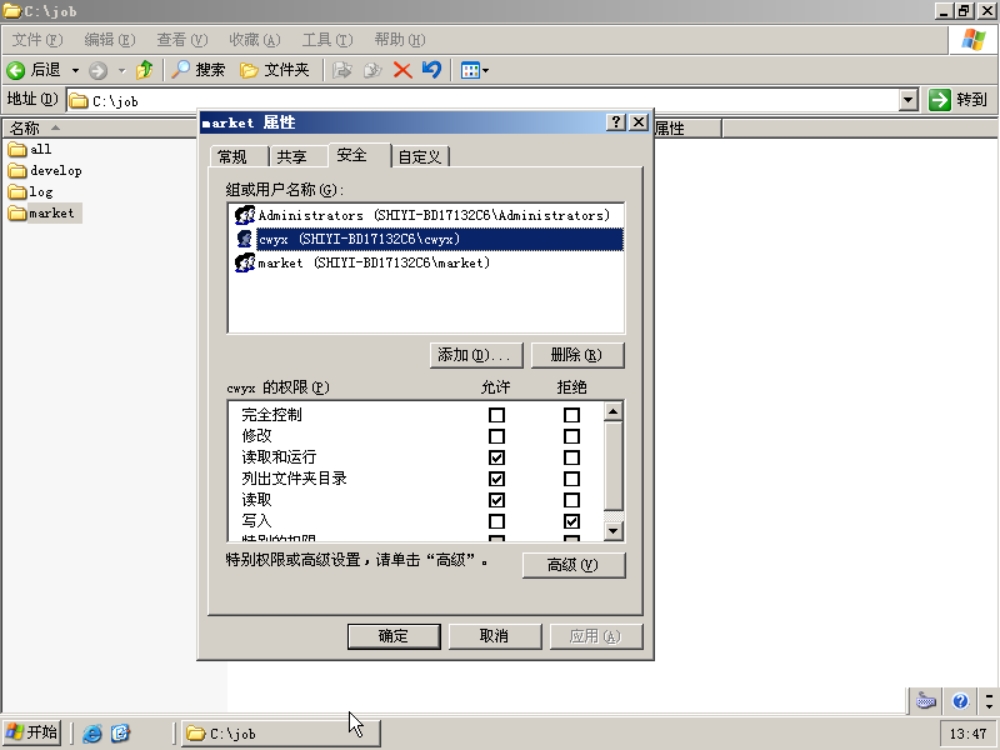 C:\job
文件(F) 编辑(E) 查看(V) 收藏(A) 工具(T) 帮助(H)
后退 搜索 文件夹
地址(D) C:\job 转到
名称 属性
all
develop
log
market
market 属性
常规 共享 安全 自定义
组或用户名称(G):
Administrators (SHIYI-BD17132C6\Administrators)
cwyx (SHIYI-BD17132C6\cwyx)
market (SHIYI-BD17132C6\market)
添加(D)... 删除(R)
cwyx 的权限(P) 允许 拒绝
完全控制
修改
读取和运行
列出文件夹目录
读取
写入
特别的权限
特别权限或高级设置，请单击“高级”。
高级(V)
确定 取消 应用(A)
开始 C:\job 13:47